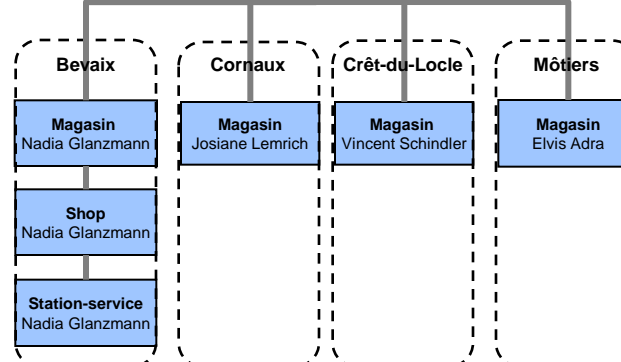 Bevaix
Magasin
Nadia Glanzmann
Shop
Nadia Glanzmann
Station-service
Nadia Glanzmann
Cornaux
Magasin
Josiane Lemrich
Crêt-du-Locle
Magasin
Vincent Schindler
Môtiers
Magasin
Elvis Adra